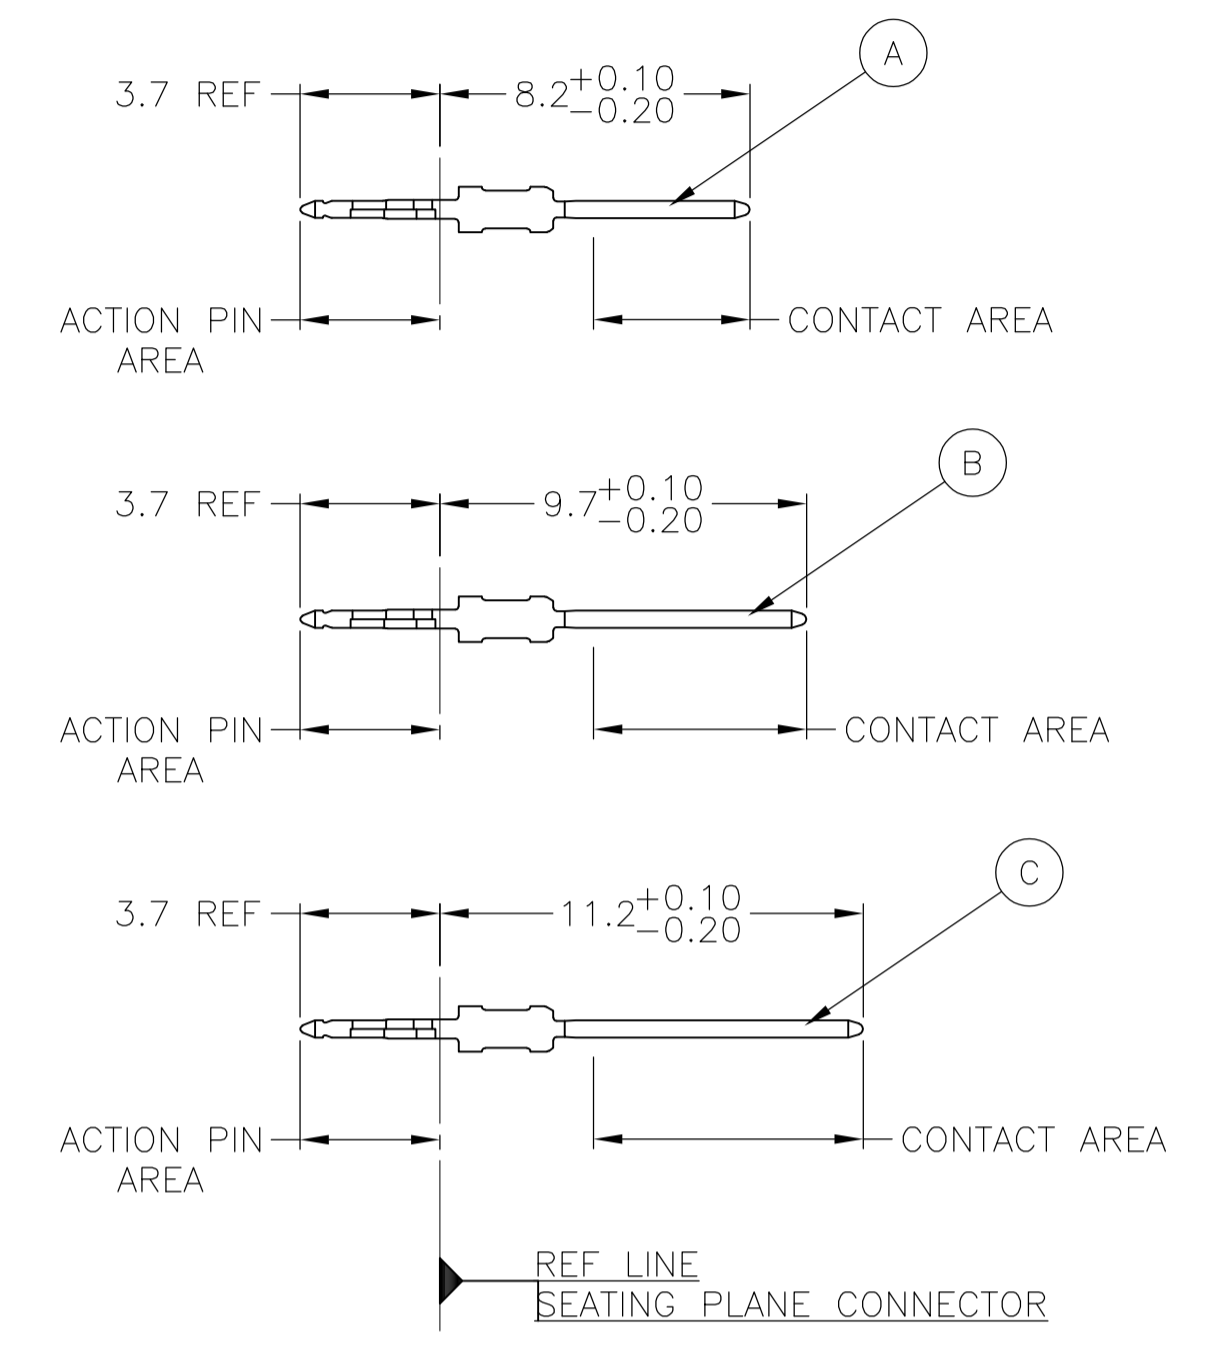 A
3.7 REF
8.2 +0.10
-0.20
ACTION PIN
AREA
CONTACT AREA
B
3.7 REF
9.7 +0.10
-0.20
ACTION PIN
AREA
CONTACT AREA
C
3.7 REF
11.2 +0.10
-0.20
ACTION PIN
AREA
CONTACT AREA
REF LINE
SEATING PLANE CONNECTOR